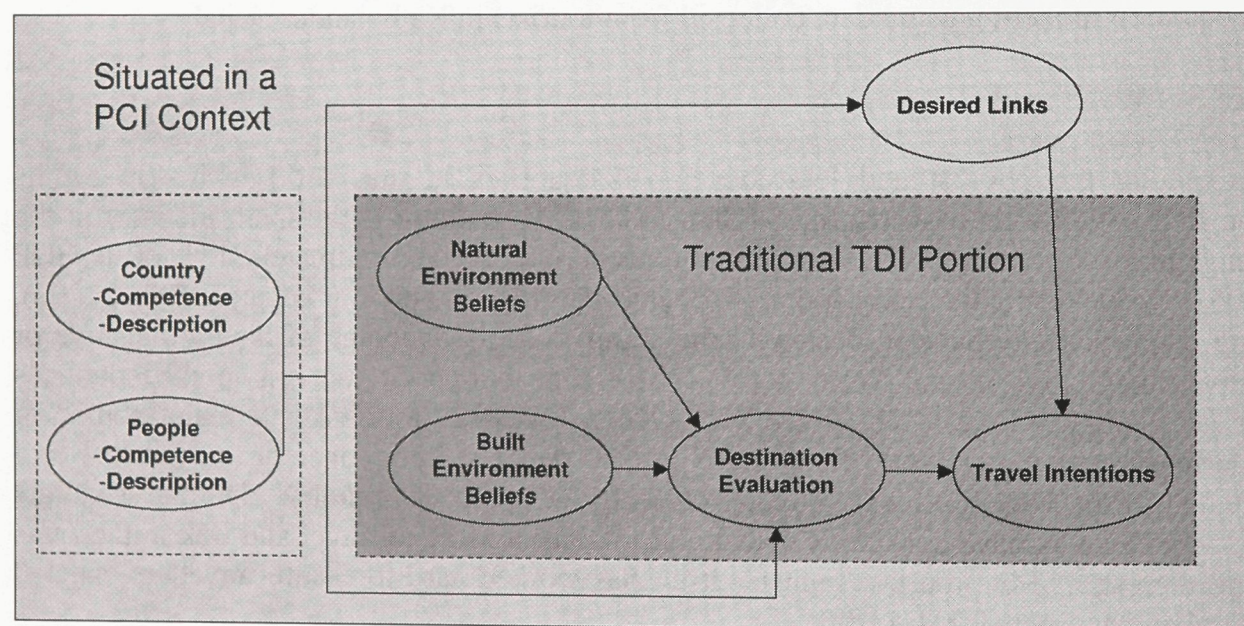 Situated in a
PCI Context
Desired Links
Country
-Competence
-Description
People
-Competence
-Description
Traditional TDI Portion
Natural
Environment
Beliefs
Built
Environment
Beliefs
Destination
Evaluation
Travel Intentions